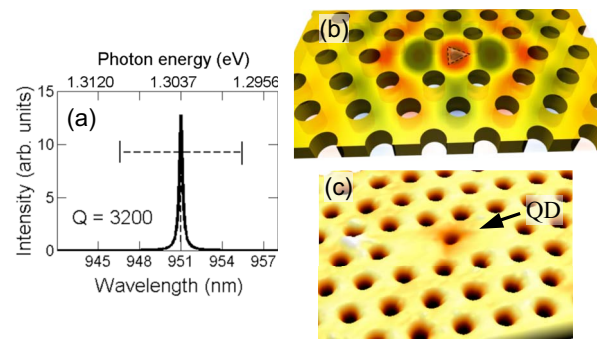 Photon energy (eV)
1.3120 1.3037 1.2956
15
10
5
0
Intensity (arb. units)
(a)
Q = 3200
945 948 951 954 957
Wavelength (nm)
(b)
(c)
QD